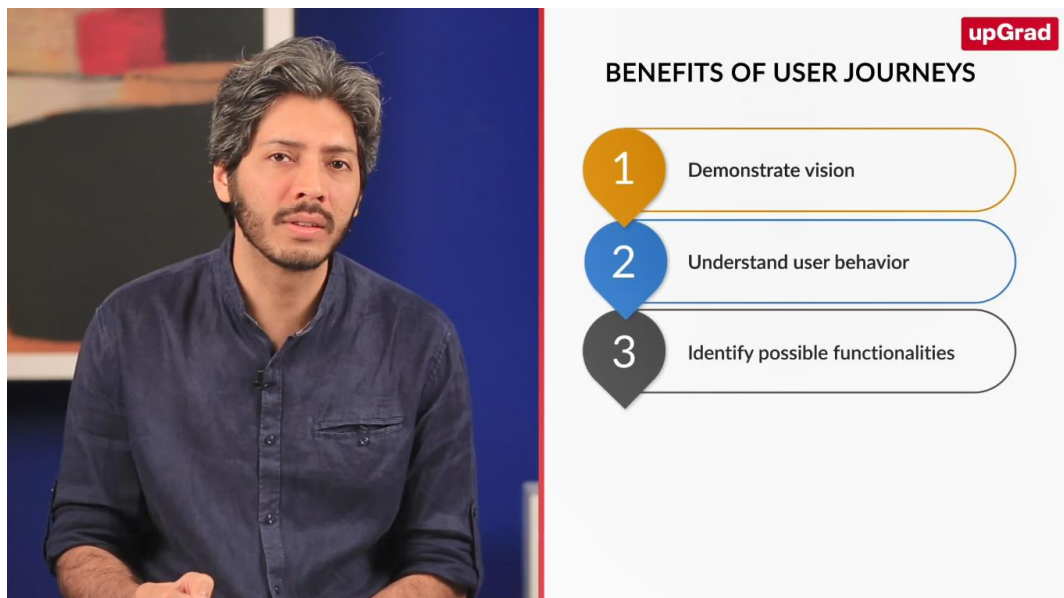 upGrad
BENEFITS OF USER JOURNEYS
1
Demonstrate vision
2
Understand user behavior
3
Identify possible functionalities